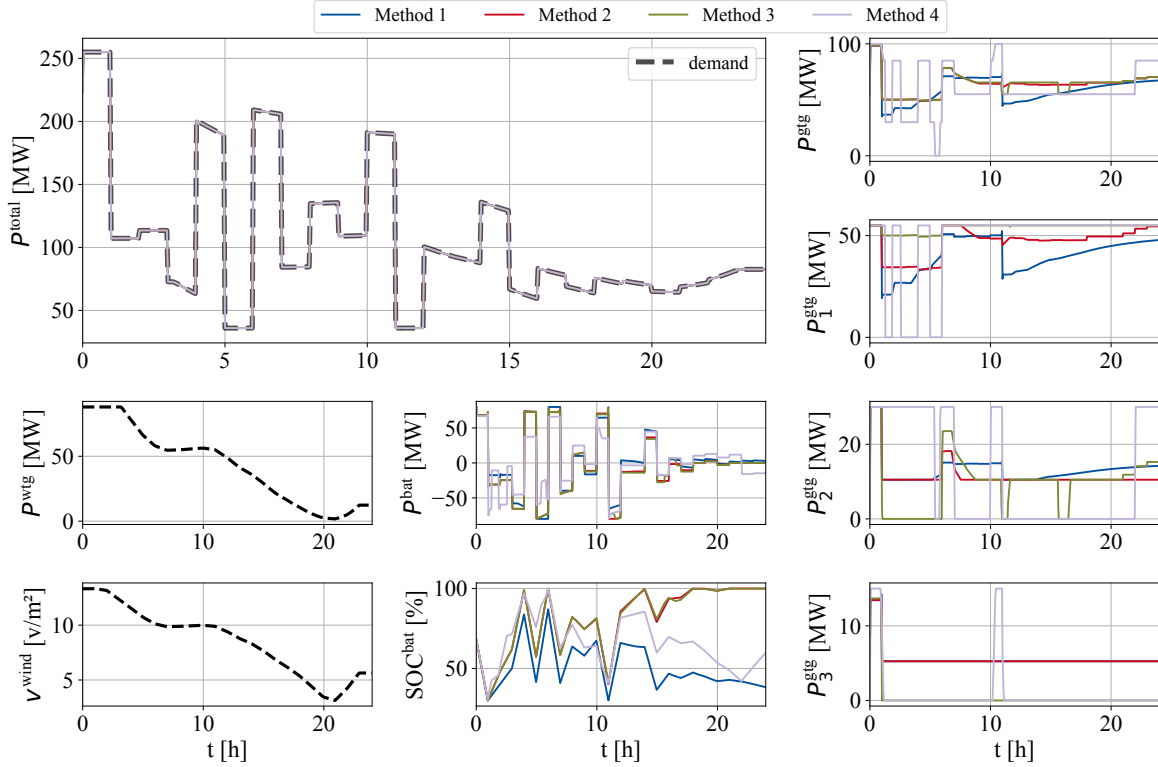 Method 1 Method 2 Method 3 Method 4
demand
P^total [MW]
250
200
150
100
50
0 5 10 15 20
P^gtg [MW]
100
0
0 10 20
P_1^gtg [MW]
50
0
0 10 20
P^wtg [MW]
50
0
0 10 20
P^bat [MW]
50
0
−50
0 10 20
P_2^gtg [MW]
20
0
0 10 20
v^wind [v/m²]
10
5
0 10 20
t [h]
SOC^bat [%]
100
50
0 10 20
t [h]
P_3^gtg [MW]
10
0
0 10 20
t [h]